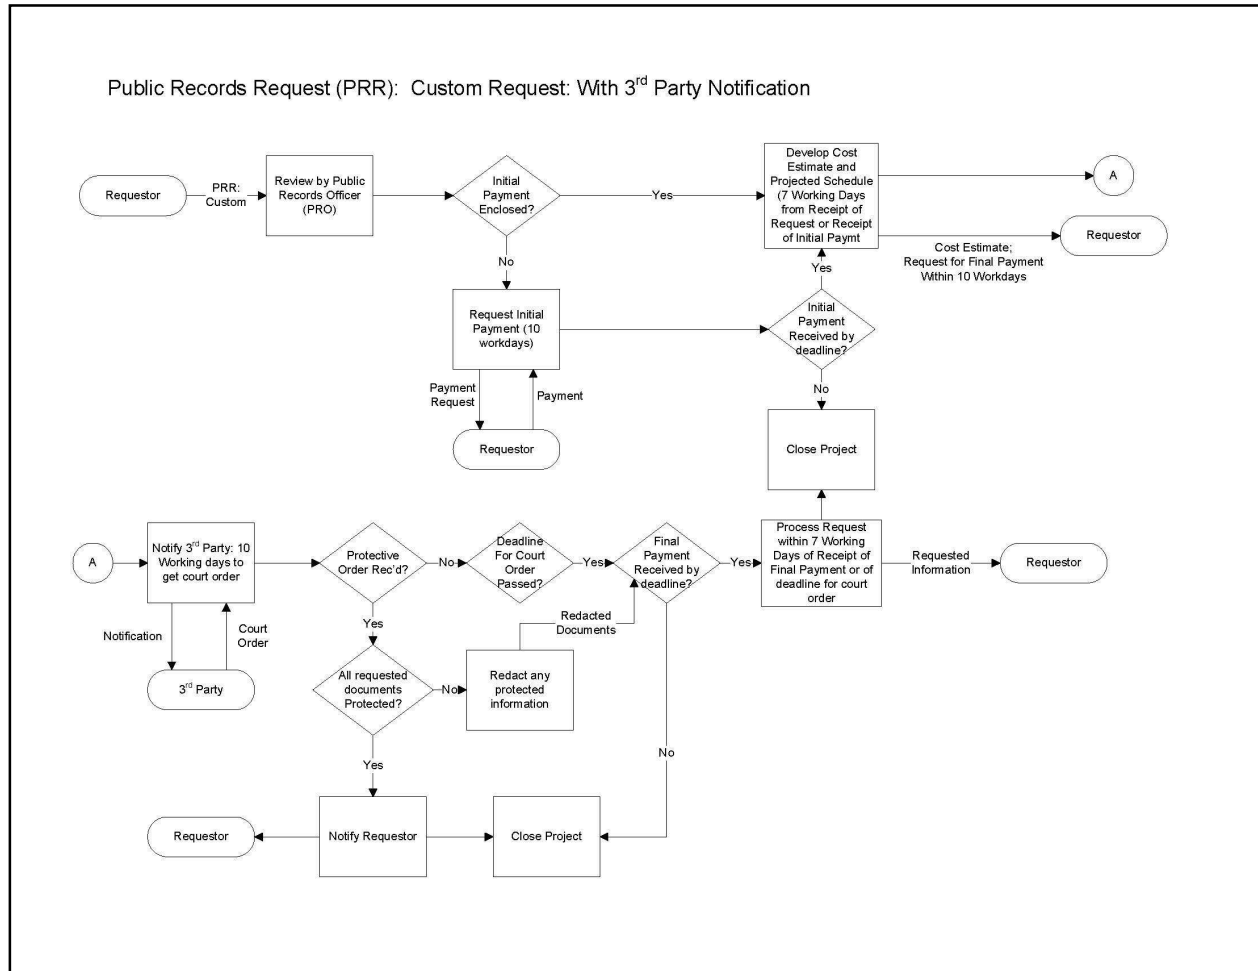 Public Records Request (PRR): Custom Request: With 3rd Party Notification
Requestor
PRR:
Custom
Review by Public
Records Officer
(PRO)
Initial
Payment
Enclosed?
Yes
Develop Cost
Estimate and
Projected Schedule
(7 Working Days
from Receipt of
Request or Receipt
of Initial Paymt
A
Cost Estimate;
Request for Final Payment
Within 10 Workdays
Requestor
No
Request Initial
Payment (10
workdays)
Yes
Initial
Payment
Received by
deadline?
Payment
Request
Payment
Requestor
No
Close Project
A
Notify 3rd Party: 10
Working days to
get court order
Notification
Court
Order
3rd Party
Protective
Order Rec'd?
No
Deadline
For Court
Order
Passed?
Yes
Final
Payment
Received by
deadline?
Yes
Process Request
within 7 Working
Days of Receipt of
Final Payment or of
deadline for court
order
Requested
Information
Requestor
Yes
All requested
documents
Protected?
No
Redact any
protected
information
Redacted
Documents
No
Yes
Notify Requestor
Requestor
Close Project